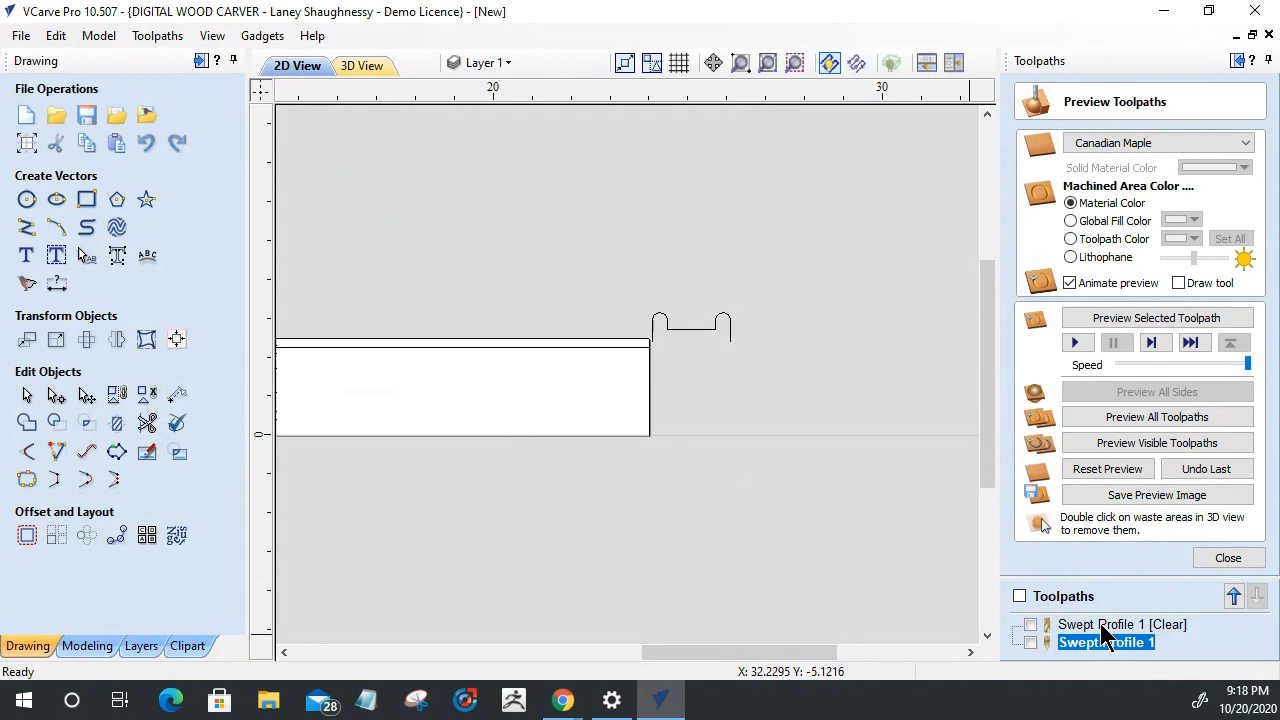 VCarve Pro 10.507 - {DIGITAL WOOD CARVER - Laney Shaughnessy - Demo Licence} - [New]
File Edit Model Toolpaths View Gadgets Help
Drawing
?
2D View
3D View
Layer 1
Toolpaths
?
20
30
0
File Operations
Create Vectors
T
T
T
AB
ABC
Transform Objects
Edit Objects
Offset and Layout
Drawing
Modeling
Layers
Clipart
Preview Toolpaths
Canadian Maple
Solid Material Color
Machined Area Color ....
Material Color
Global Fill Color
Toolpath Color
Set All
Lithophane
Animate preview
Draw tool
Preview Selected Toolpath
Speed
Preview All Sides
Preview All Toolpaths
Preview Visible Toolpaths
Reset Preview
Undo Last
Save Preview Image
Double click on waste areas in 3D view
to remove them.
Close
Toolpaths
Swept Profile 1 [Clear]
Swept Profile 1
Ready
X: 32.2295 Y: -5.1216
28
9:18 PM
10/20/2020